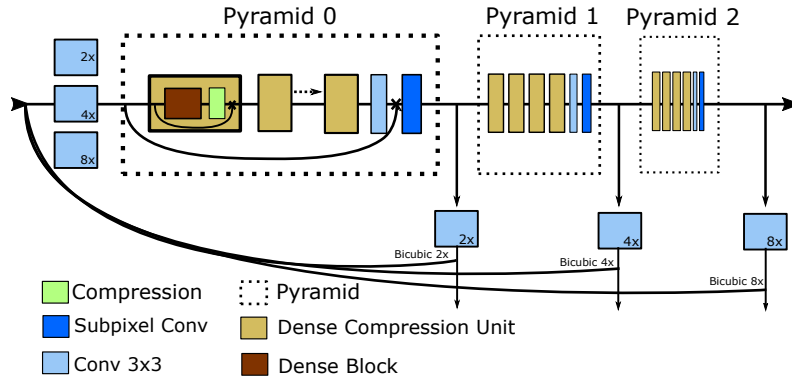 Pyramid 0
Pyramid 1
Pyramid 2
2x
4x
8x
2x
4x
8x
Bicubic 2x
Bicubic 4x
Bicubic 8x
Compression
Pyramid
Subpixel Conv
Dense Compression Unit
Conv 3x3
Dense Block